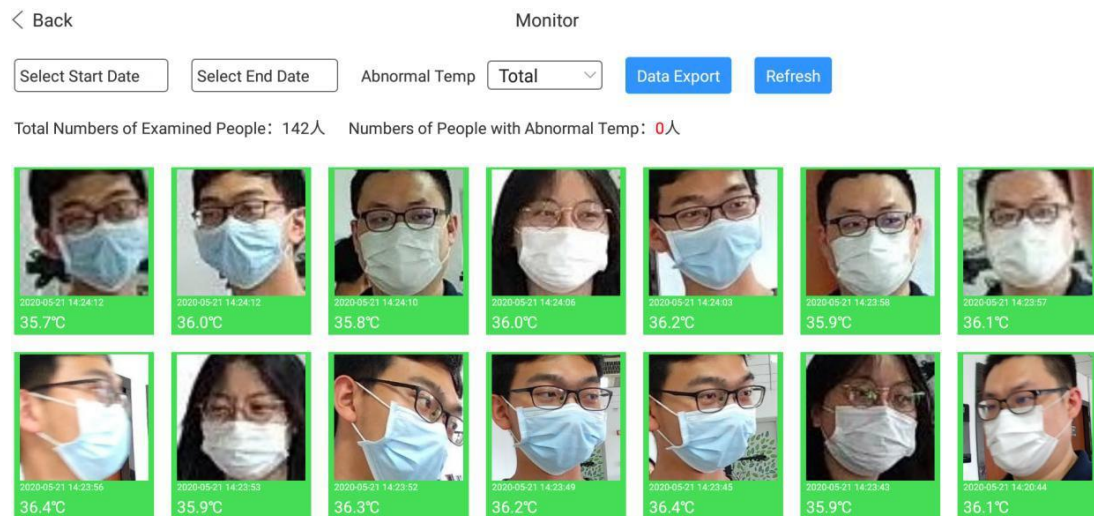 Back
Monitor
Select Start Date Select End Date Abnormal Temp Total Data Export Refresh
Total Numbers of Examined People：142人 Numbers of People with Abnormal Temp：0人
2020-05-21 14:24:12 2020-05-21 14:24:12 2020-05-21 14:24:10 2020-05-21 14:24:06 2020-05-21 14:24:03 2020-05-21 14:23:58 2020-05-21 14:23:57
35.7℃ 36.0℃ 35.8℃ 36.0℃ 36.2℃ 35.9℃ 36.1℃
2020-05-21 14:23:56 2020-05-21 14:23:53 2020-05-21 14:23:52 2020-05-21 14:23:49 2020-05-21 14:23:45 2020-05-21 14:23:43 2020-05-21 14:20:44
36.4℃ 35.9℃ 36.3℃ 36.2℃ 36.4℃ 35.9℃ 36.1℃